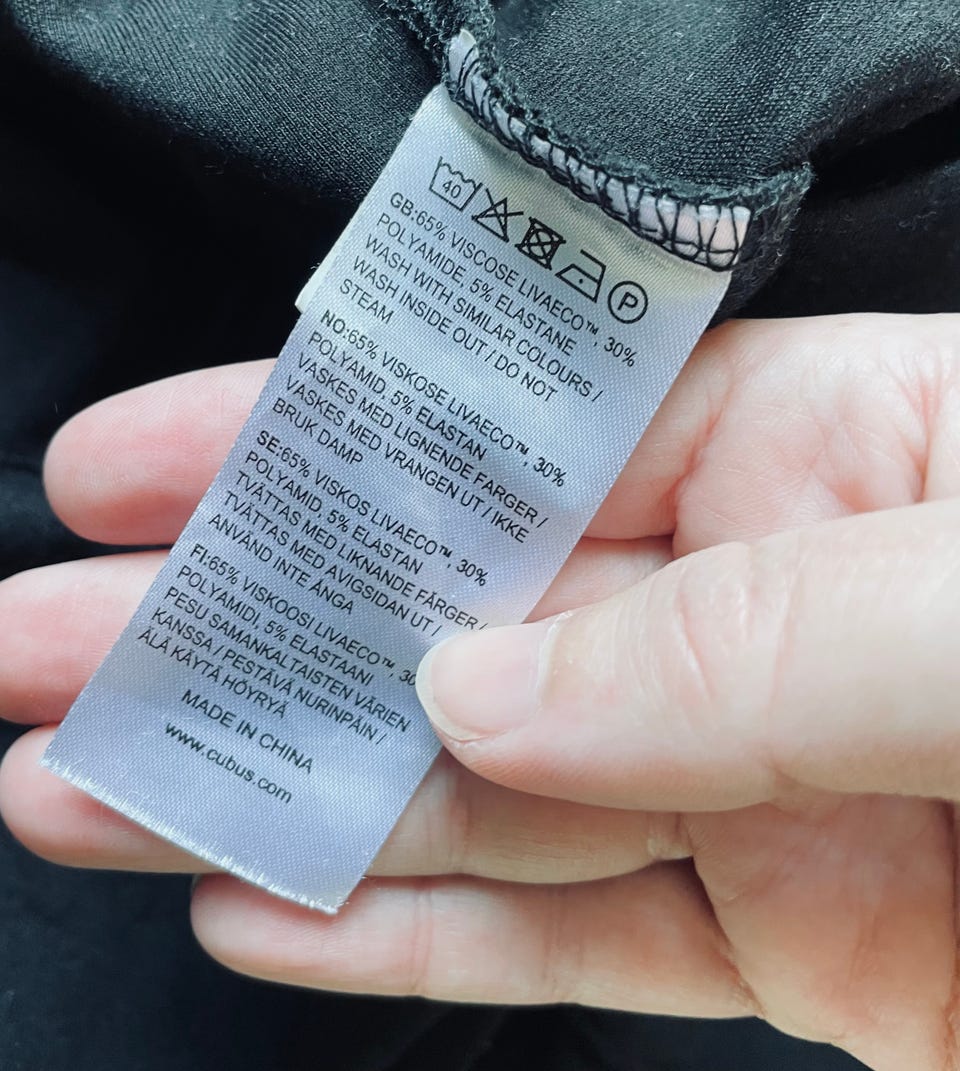 40 P
GB:65% VISCOSE LIVAECO™, 30%
POLYAMIDE, 5% ELASTANE
WASH WITH SIMILAR COLOURS /
WASH INSIDE OUT / DO NOT
STEAM
NO:65% VISKOSE LIVAECO™, 30%
POLYAMID, 5% ELASTAN
VASKES MED LIGNENDE FARGER /
VASKES MED VRANGEN UT / IKKE
BRUK DAMP
SE:65% VISKOS LIVAECO™, 30%
POLYAMID, 5% ELASTAN
TVÄTTAS MED LIKNANDE FÄRGER /
TVÄTTAS MED AVIGSIDAN UT /
ANVÄND INTE ÅNGA
FI:65% VISKOOSI LIVAECO™, 30
POLYAMIDI, 5% ELASTAANI
PESU SAMANKALTAISTEN VÄRIEN
KANSSA / PESTÄVÄ NURINPÄIN /
ÄLÄ KÄYTÄ HÖYRYÄ
MADE IN CHINA
www.cubus.com